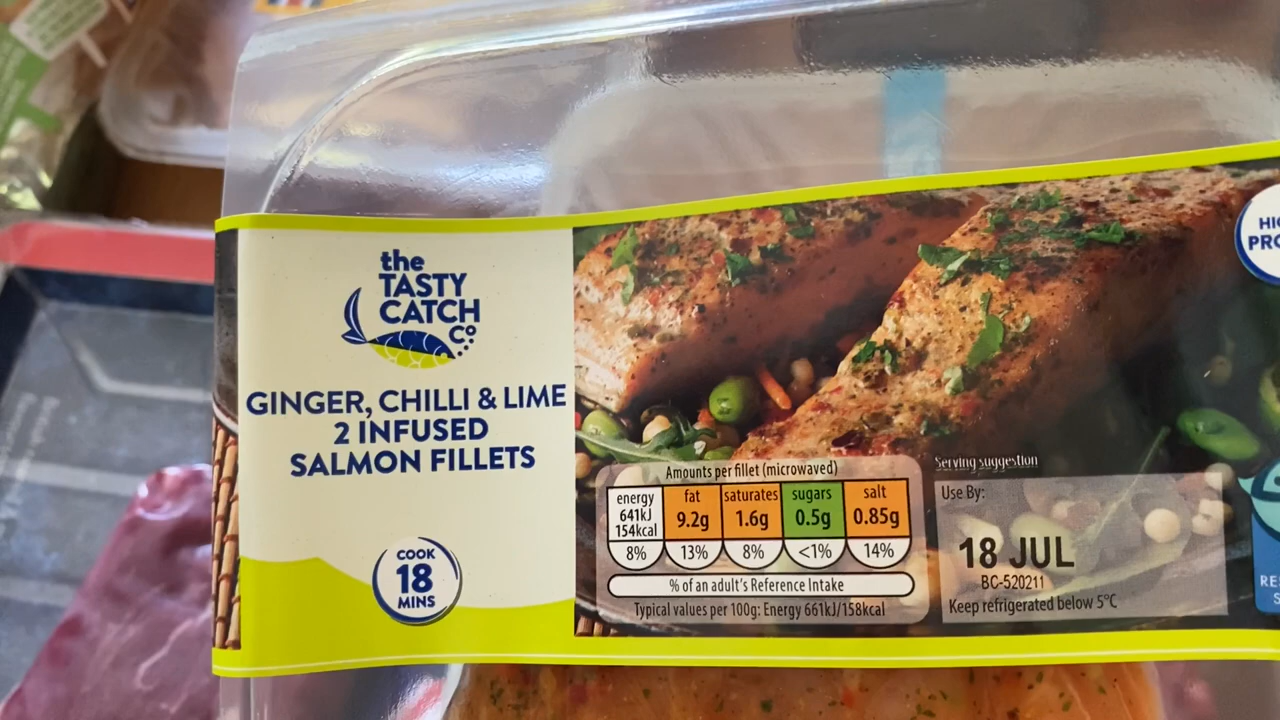 the
TASTY
CATCH
Co
GINGER, CHILLI & LIME
2 INFUSED
SALMON FILLETS
COOK
18
MINS
Amounts per fillet (microwaved)
energy
641kJ
154kcal
8%
fat
9.2g
13%
saturates
1.6g
8%
sugars
0.5g
<1%
salt
0.85g
14%
% of an adult's Reference Intake
Typical values per 100g: Energy 661kJ/158kcal
Serving suggestion
Use By:
18 JUL
BC-520211
Keep refrigerated below 5°C